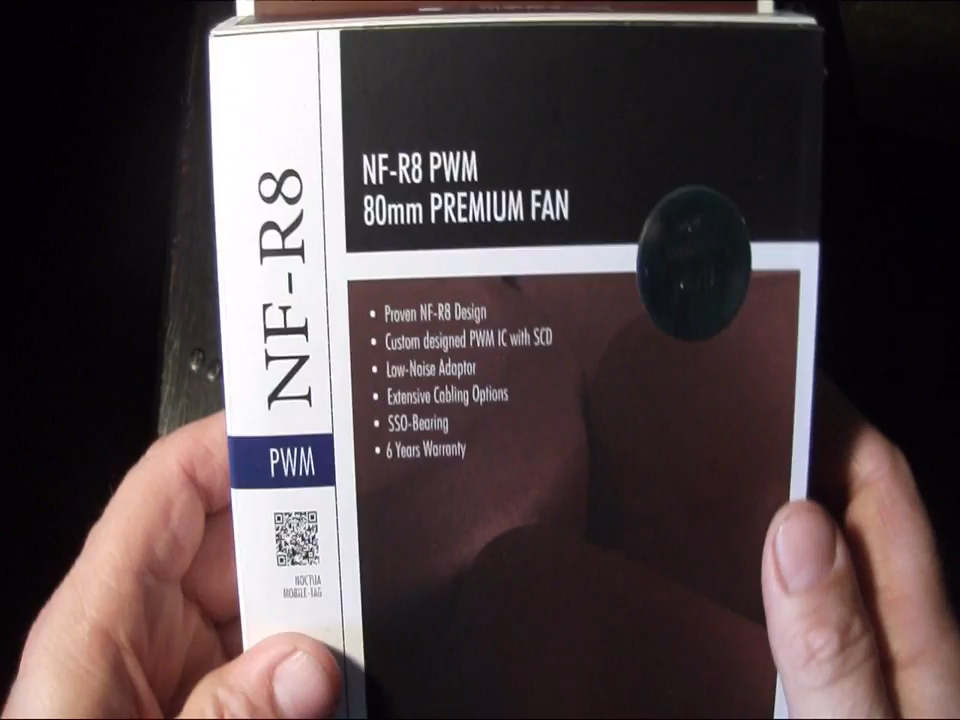 NF-R8 PWM
80mm PREMIUM FAN
• Proven NF-R8 Design
• Custom designed PWM IC with SCD
• Low-Noise Adaptor
• Extensive Cabling Options
• SSO-Bearing
• 6 Years Warranty
NF-R8
PWM
NOCTUA
MOBILE-TAG